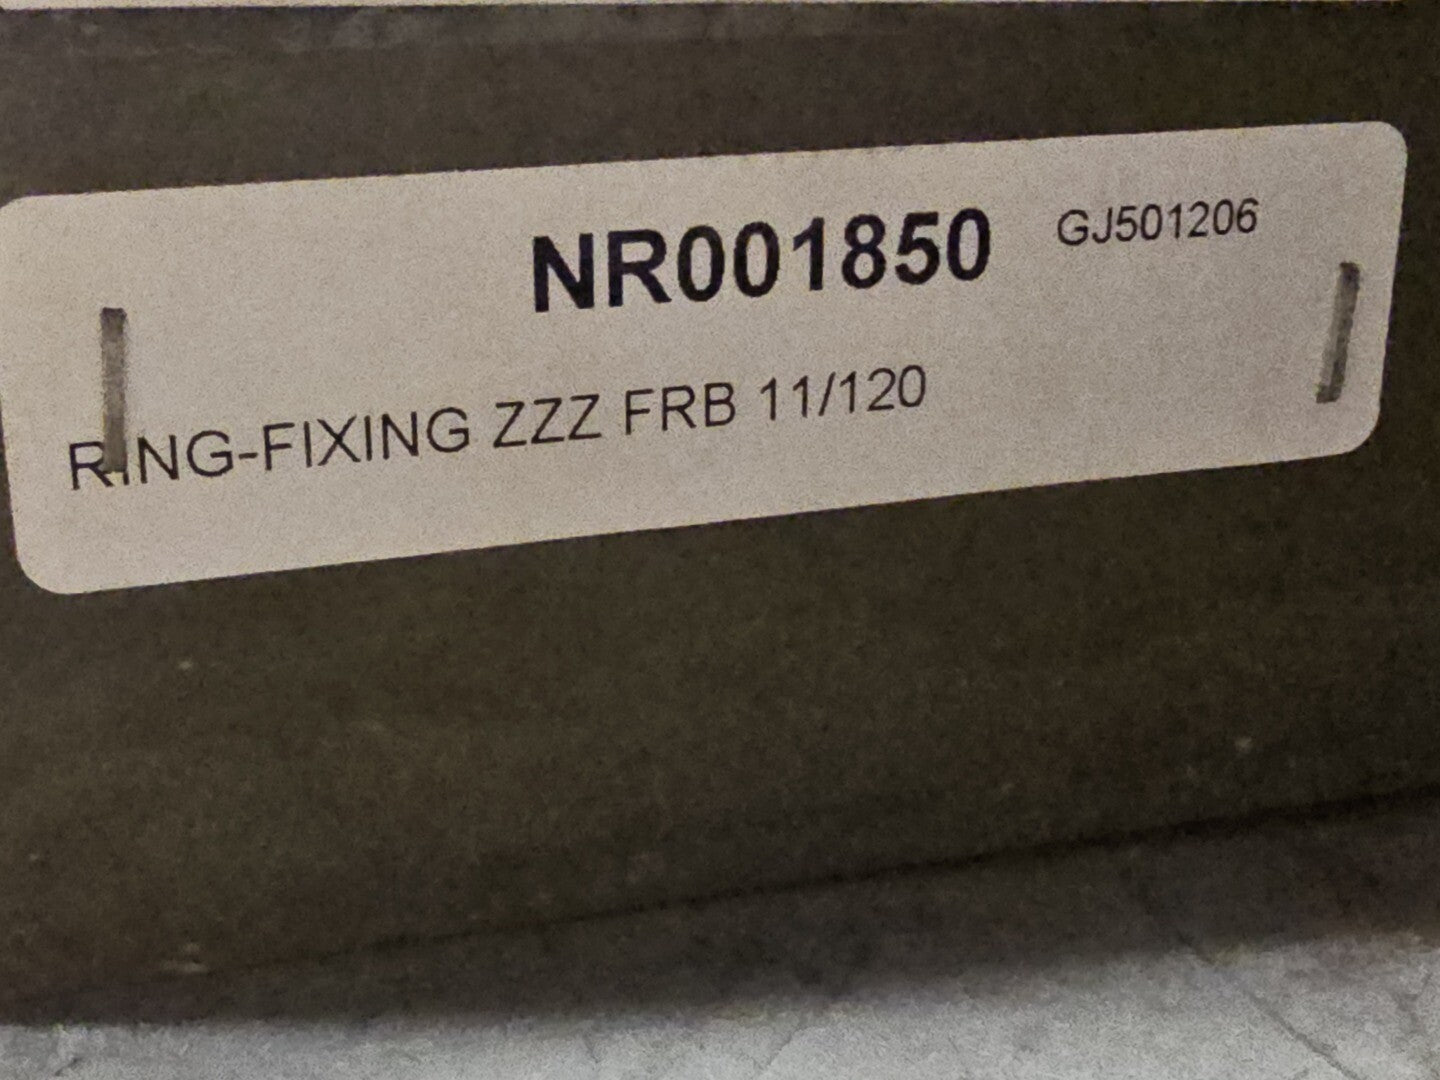 NR001850 GJ501206
RING-FIXING ZZZ FRB 11/120